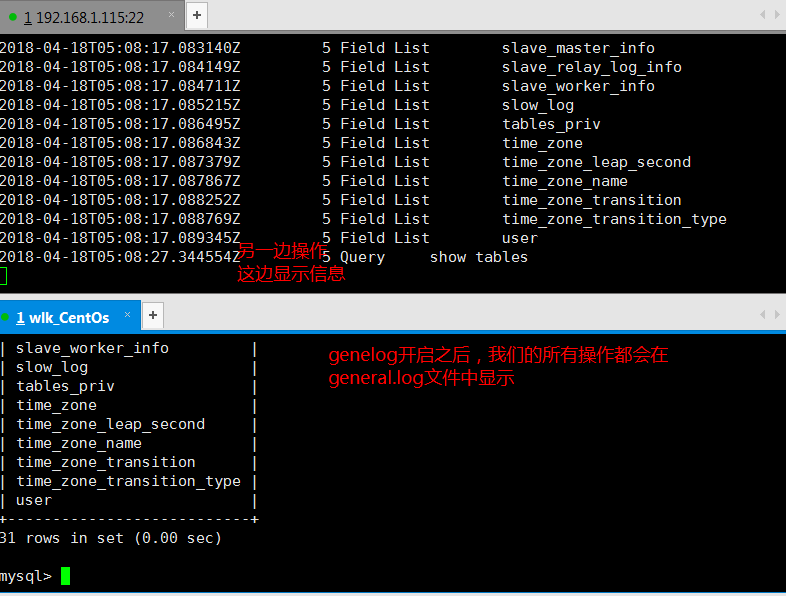 1 192.168.1.115:22 × +
2018-04-18T05:08:17.083140Z 5 Field List slave_master_info
2018-04-18T05:08:17.084149Z 5 Field List slave_relay_log_info
2018-04-18T05:08:17.084711Z 5 Field List slave_worker_info
2018-04-18T05:08:17.085215Z 5 Field List slow_log
2018-04-18T05:08:17.086495Z 5 Field List tables_priv
2018-04-18T05:08:17.086843Z 5 Field List time_zone
2018-04-18T05:08:17.087379Z 5 Field List time_zone_leap_second
2018-04-18T05:08:17.087867Z 5 Field List time_zone_name
2018-04-18T05:08:17.088252Z 5 Field List time_zone_transition
2018-04-18T05:08:17.088769Z 5 Field List time_zone_transition_type
2018-04-18T05:08:17.089345Z 5 Field List user
2018-04-18T05:08:27.344554Z 5 Query show tables
另一边操作
这边显示信息
1 wlk_CentOs × +
| slave_worker_info |
| slow_log |
| tables_priv |
| time_zone |
| time_zone_leap_second |
| time_zone_name |
| time_zone_transition |
| time_zone_transition_type |
| user |
+---------------------------+
31 rows in set (0.00 sec)
mysql>
genelog开启之后，我们的所有操作都会在
general.log文件中显示